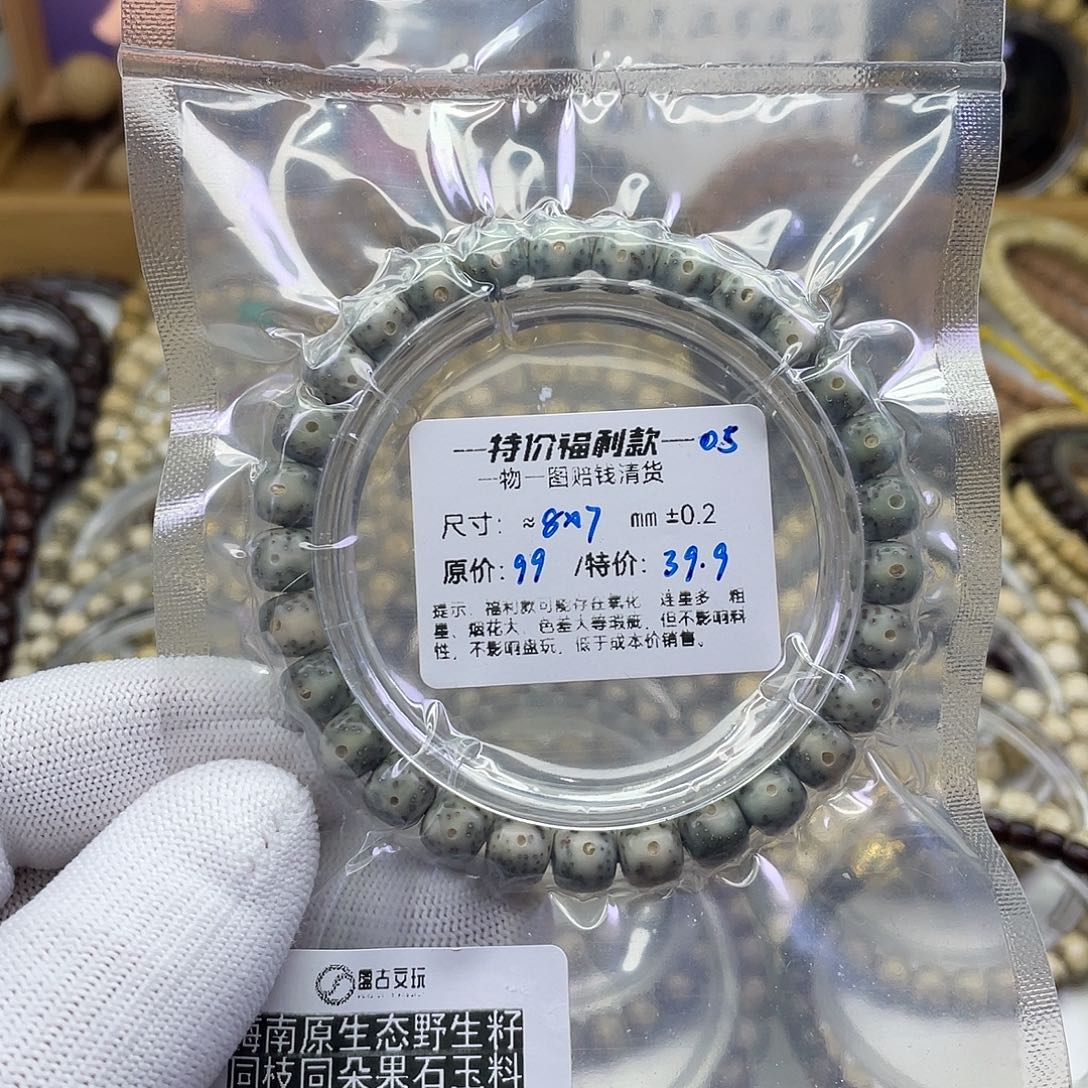 —特价福利款—05
一物一图赔钱清货
尺寸：≈8×7 mm ±0.2
原价：99 /特价：39.9
提示：福利款可能存在氧化、连星多、粗
星、烟花大、色差大等瑕疵，但不影响料
性，不影响盘玩，低于成本价销售。
盘古文玩
海南原生态野生籽
同枝同朵果石玉料